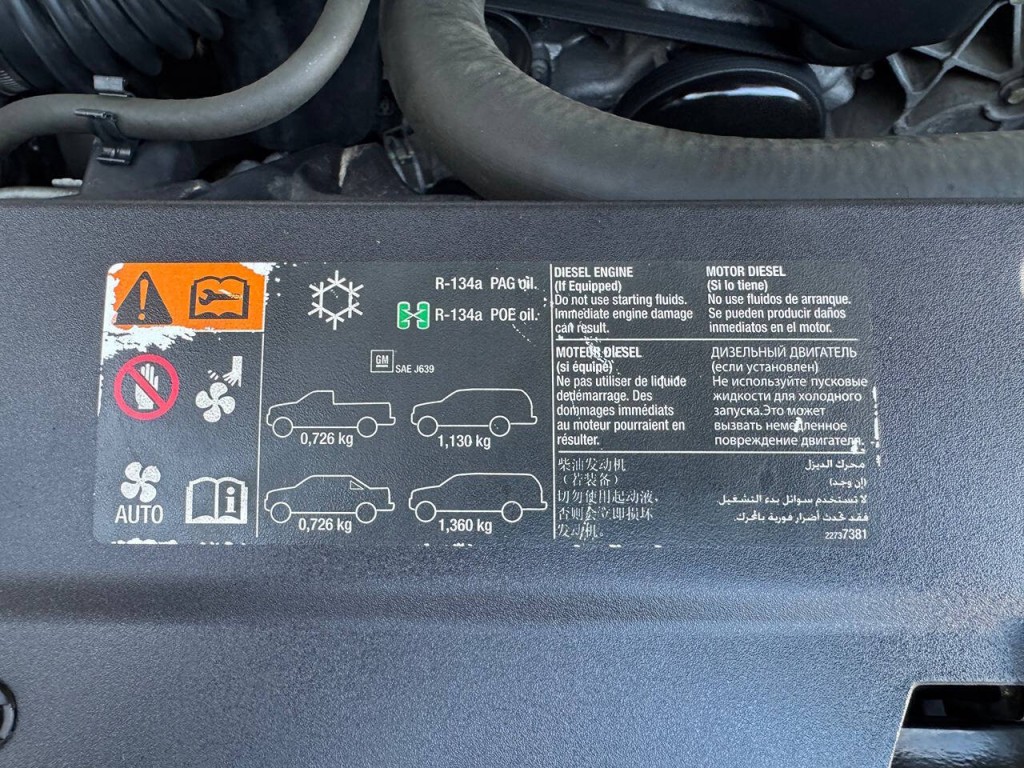 R-134a PAG oil.
R-134a POE oil.
GM
SAE J639
0,726 kg
1,130 kg
AUTO
0,726 kg
1,360 kg
DIESEL ENGINE
(If Equipped)
Do not use starting fluids.
Immediate engine damage
can result.
MOTOR DIESEL
(Si lo tiene)
No use fluidos de arranque.
Se pueden producir daños
inmediatos en el motor.
MOTEUR DIESEL
(si équipé)
Ne pas utiliser de liquide
dedémarrage. Des
dommages immédiats
au moteur pourraient en
résulter.
ДИЗЕЛЬНЫЙ ДВИГАТЕЛЬ
(если установлен)
Не используйте пусковые
жидкости для холодного
запуска.Это может
вызвать немедленное
повреждение двигателя.
柴油发动机
（若装备）
切勿使用起动液，
否则会立即损坏
发动机。
محرك الديزل
(إن وجد)
لا تستخدم سوائل بدء التشغيل
فقد تحدث أضرار فورية بالمحرك.
22737381